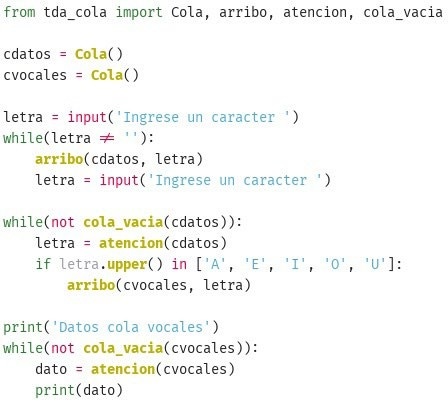 from tda_cola import Cola, arribo, atencion, cola_vacia
cdatos = Cola()
cvocales = Cola()
letra = input('Ingrese un caracter ')
while(letra ≠ ''):
    arribo(cdatos, letra)
    letra = input('Ingrese un caracter ')
while(not cola_vacia(cdatos)):
    letra = atencion(cdatos)
    if letra.upper() in ['A', 'E', 'I', 'O', 'U']:
        arribo(cvocales, letra)
print('Datos cola vocales')
while(not cola_vacia(cvocales)):
    dato = atencion(cvocales)
    print(dato)